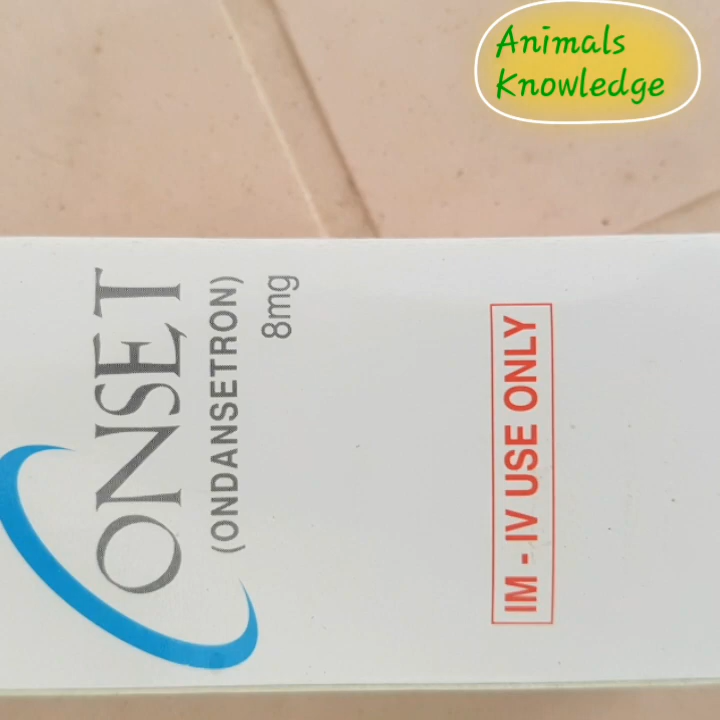 Animals
Knowledge
ONSET
(ONDANSETRON)
8mg
IM - IV USE ONLY